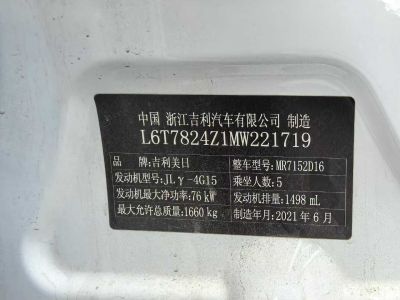 中国 浙江吉利汽车有限公司 制造
L6T7824Z1MW221719
品 牌:吉利美日 整车型号:MR7152D16
发动机型号:JLγ-4G15 乘坐人数:5
发动机最大净功率:76 kW 发动机排量:1498 mL
最大允许总质量:1660 kg 制造年月:2021 年 6 月